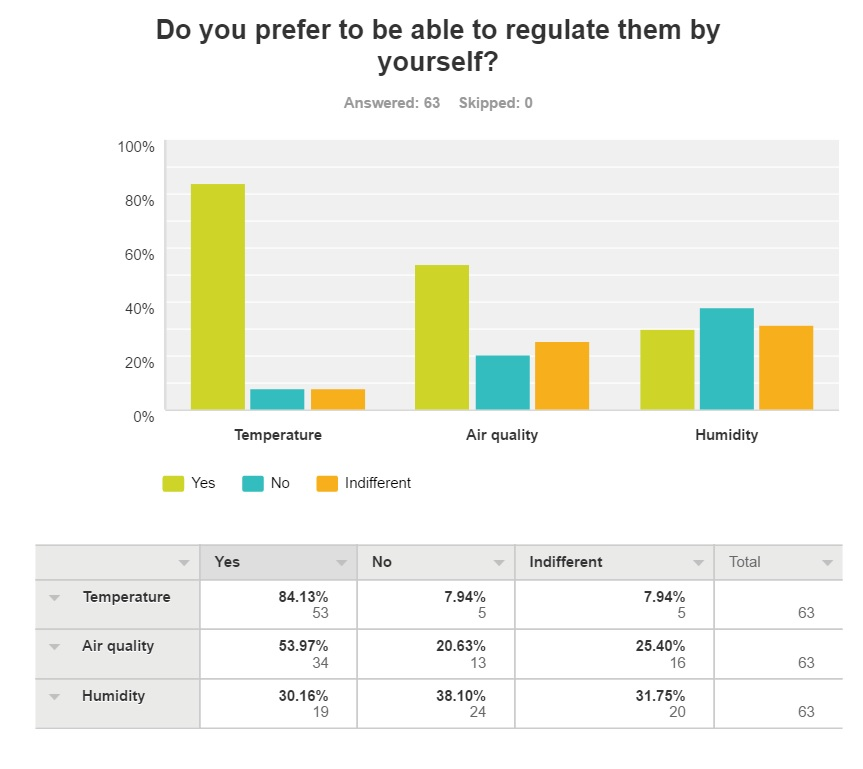 Do you prefer to be able to regulate them by
yourself?
Answered: 63 Skipped: 0
100%
80%
60%
40%
20%
0%
Temperature Air quality Humidity
Yes No Indifferent
Yes No Indifferent Total
Temperature 84.13% 7.94% 7.94%
53 5 5 63
Air quality 53.97% 20.63% 25.40%
34 13 16 63
Humidity 30.16% 38.10% 31.75%
19 24 20 63